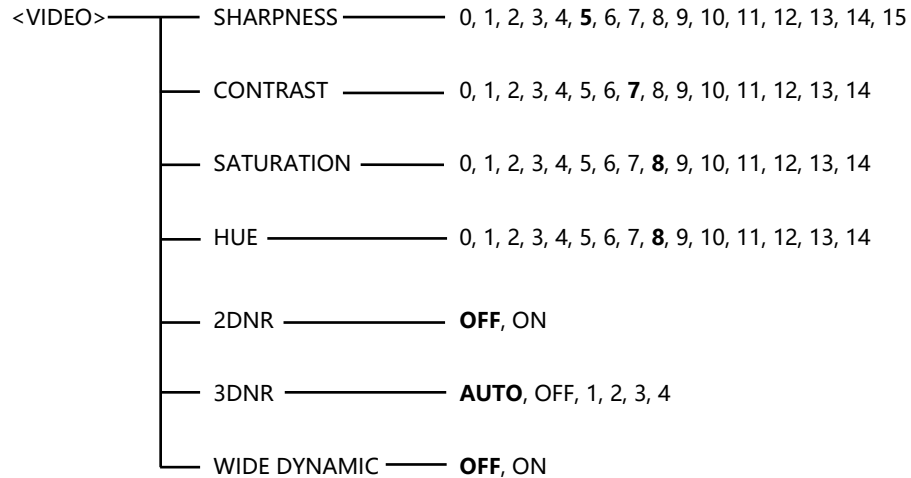 <VIDEO> SHARPNESS 0, 1, 2, 3, 4, 5, 6, 7, 8, 9, 10, 11, 12, 13, 14, 15
CONTRAST 0, 1, 2, 3, 4, 5, 6, 7, 8, 9, 10, 11, 12, 13, 14
SATURATION 0, 1, 2, 3, 4, 5, 6, 7, 8, 9, 10, 11, 12, 13, 14
HUE 0, 1, 2, 3, 4, 5, 6, 7, 8, 9, 10, 11, 12, 13, 14
2DNR OFF, ON
3DNR AUTO, OFF, 1, 2, 3, 4
WIDE DYNAMIC OFF, ON